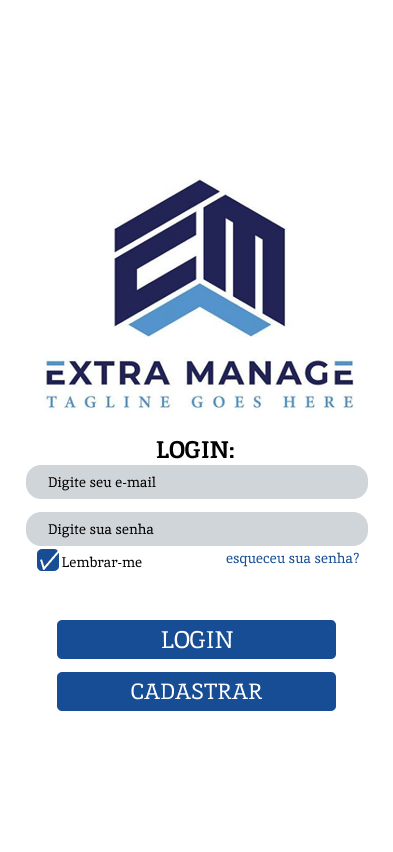 EM
EXTRA MANAGE
TAGLINE GOES HERE
LOGIN:
Digite seu e-mail
Digite sua senha
Lembrar-me esqueceu sua senha?
LOGIN
CADASTRAR